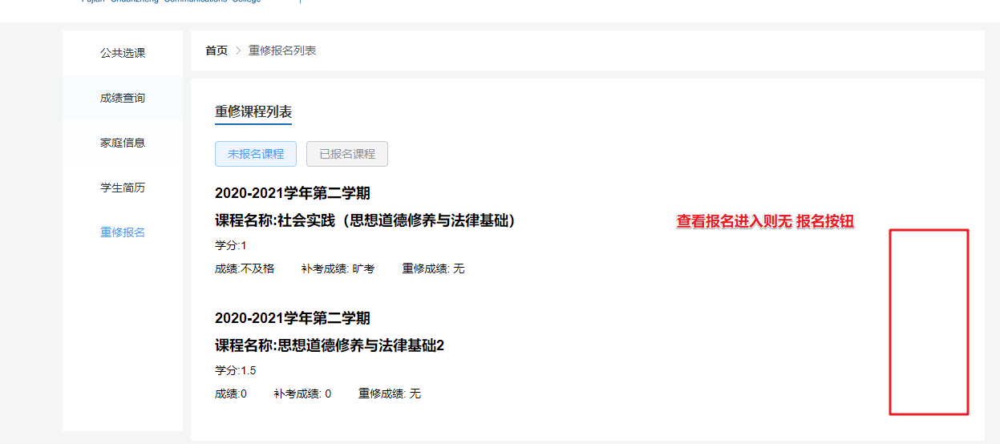 Fujian Chuanzheng Communications College
公共选课
成绩查询
家庭信息
学生简历
重修报名
首页 > 重修报名列表
重修课程列表
未报名课程 已报名课程
2020-2021学年第二学期
课程名称:社会实践（思想道德修养与法律基础）
查看报名进入则无 报名按钮
学分:1
成绩:不及格 补考成绩: 旷考 重修成绩: 无
2020-2021学年第二学期
课程名称:思想道德修养与法律基础2
学分:1.5
成绩:0 补考成绩: 0 重修成绩: 无